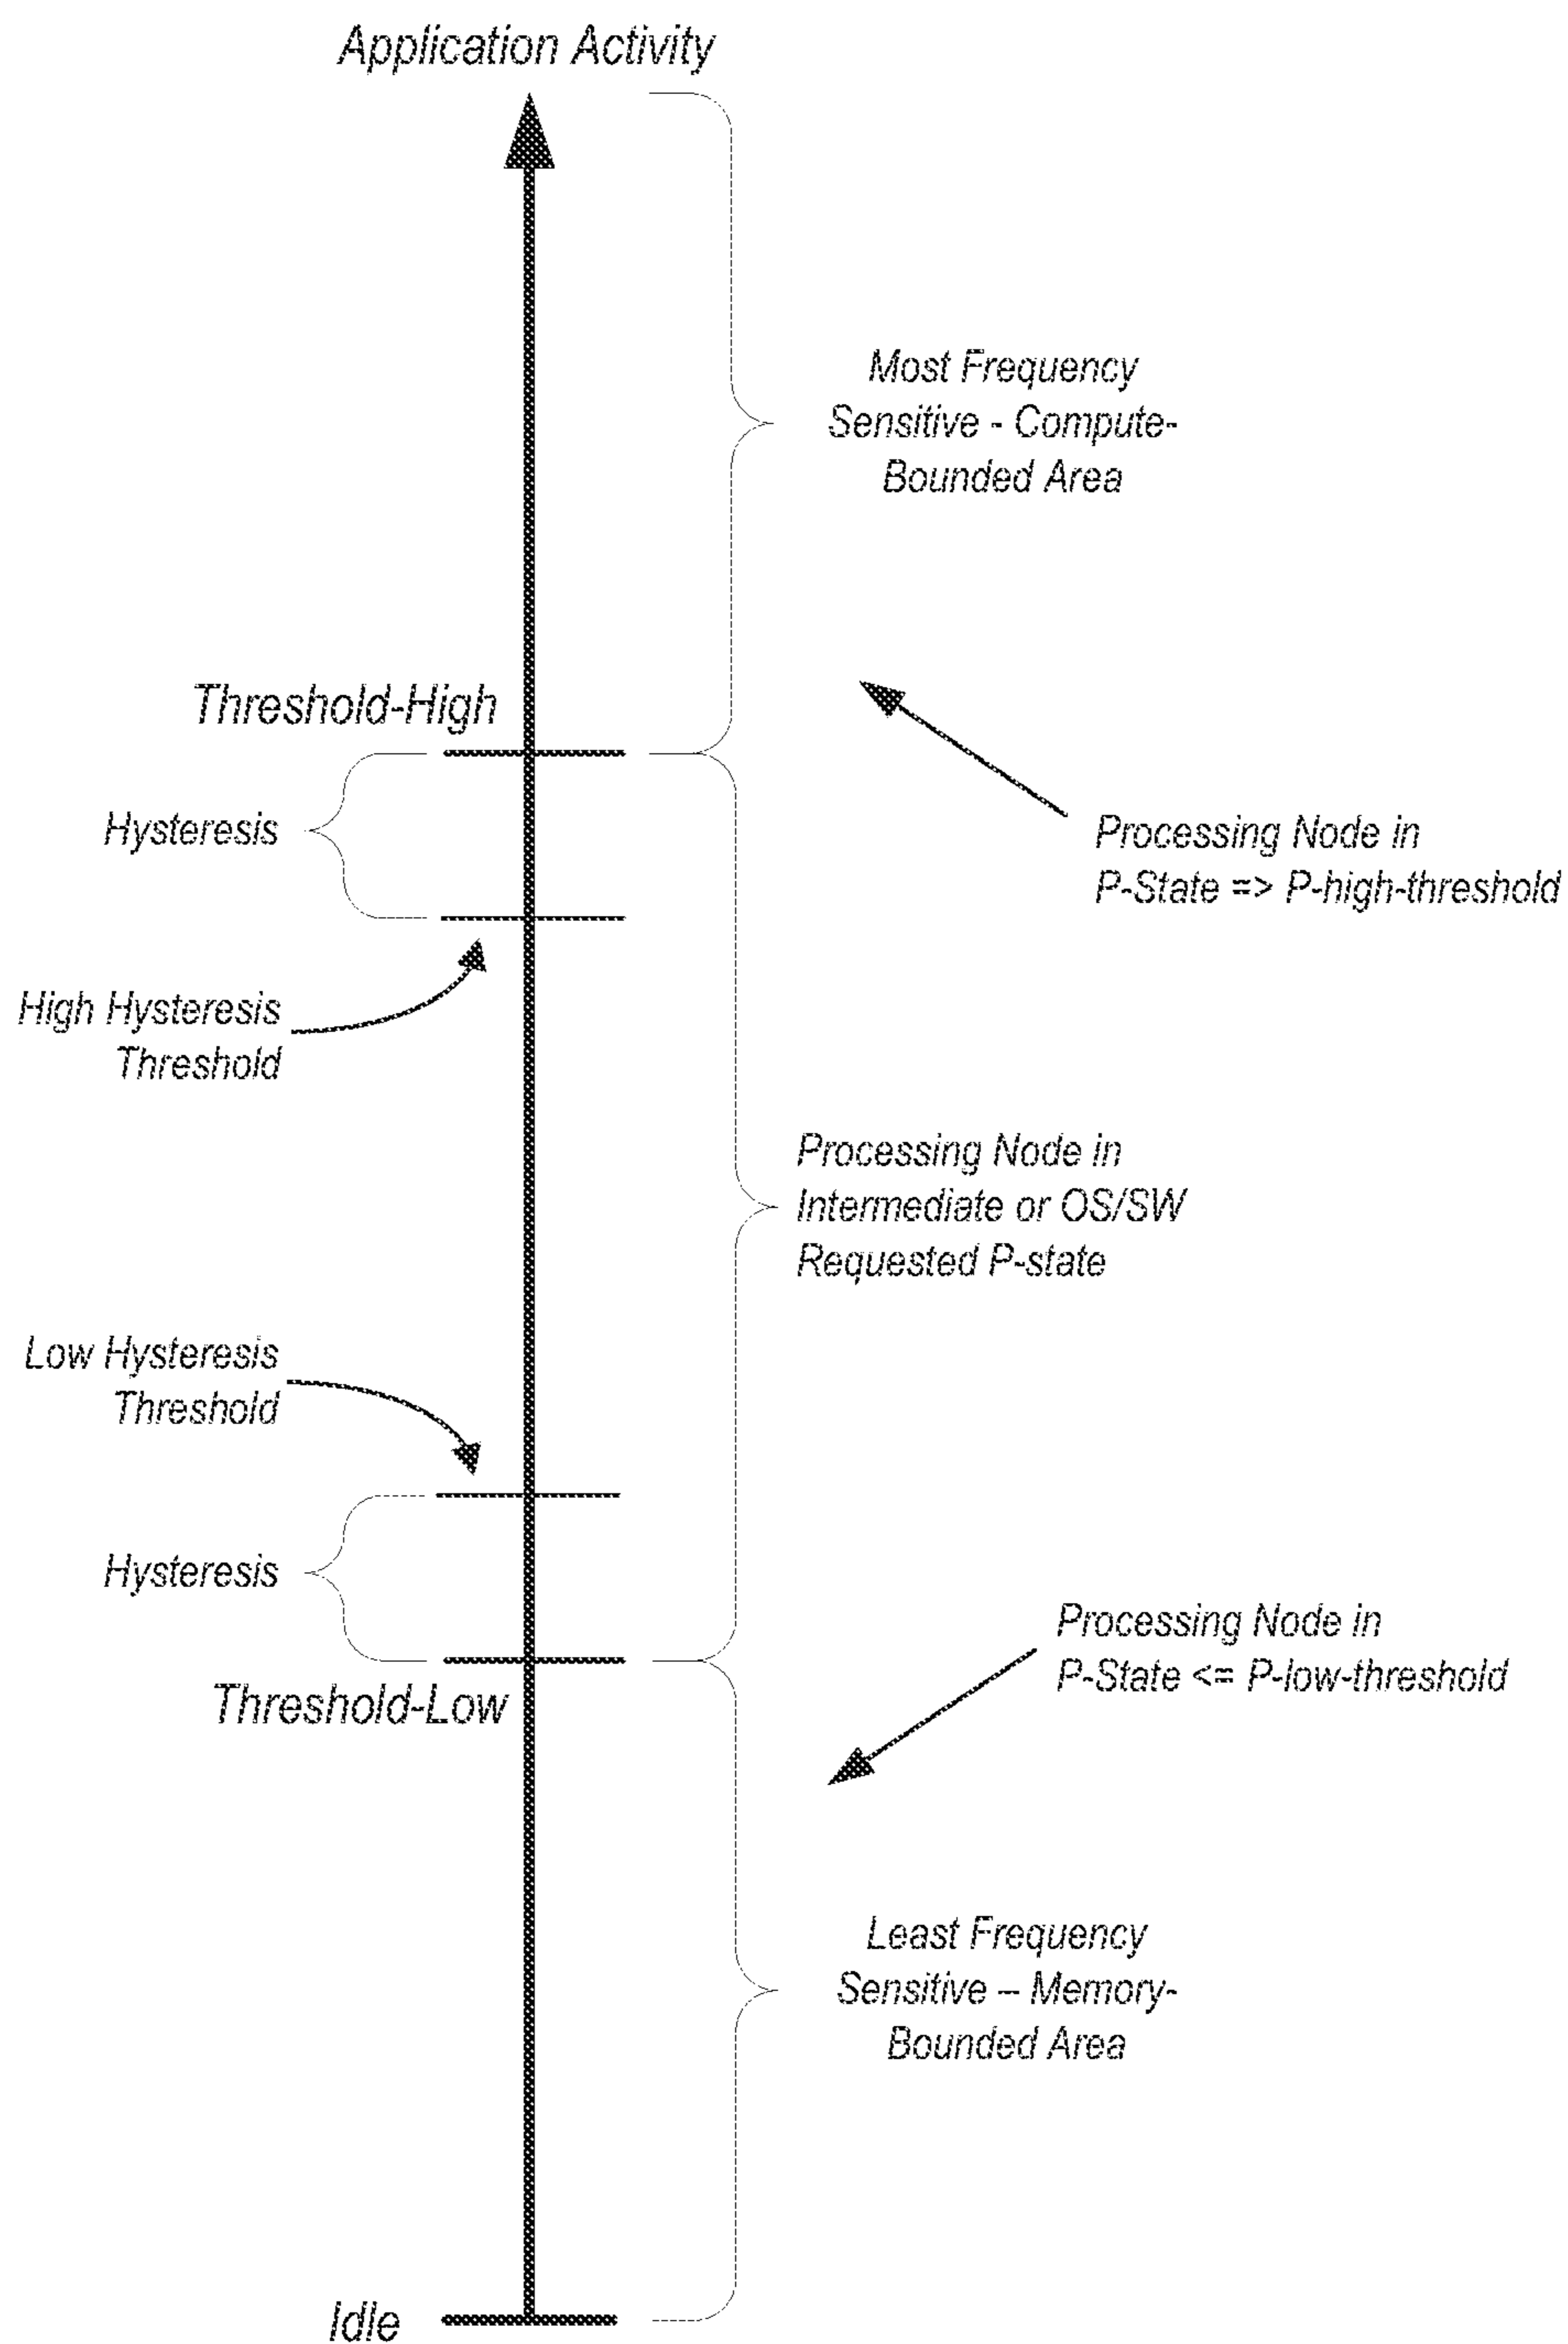 Application Activity
Most Frequency
Sensitive - Compute-
Bounded Area
Threshold-High
Hysteresis
Processing Node in
P-State => P-high-threshold
High Hysteresis
Threshold
Processing Node in
Intermediate or OS/SW
Requested P-state
Low Hysteresis
Threshold
Hysteresis
Processing Node in
P-State <= P-low-threshold
Threshold-Low
Least Frequency
Sensitive – Memory-
Bounded Area
Idle